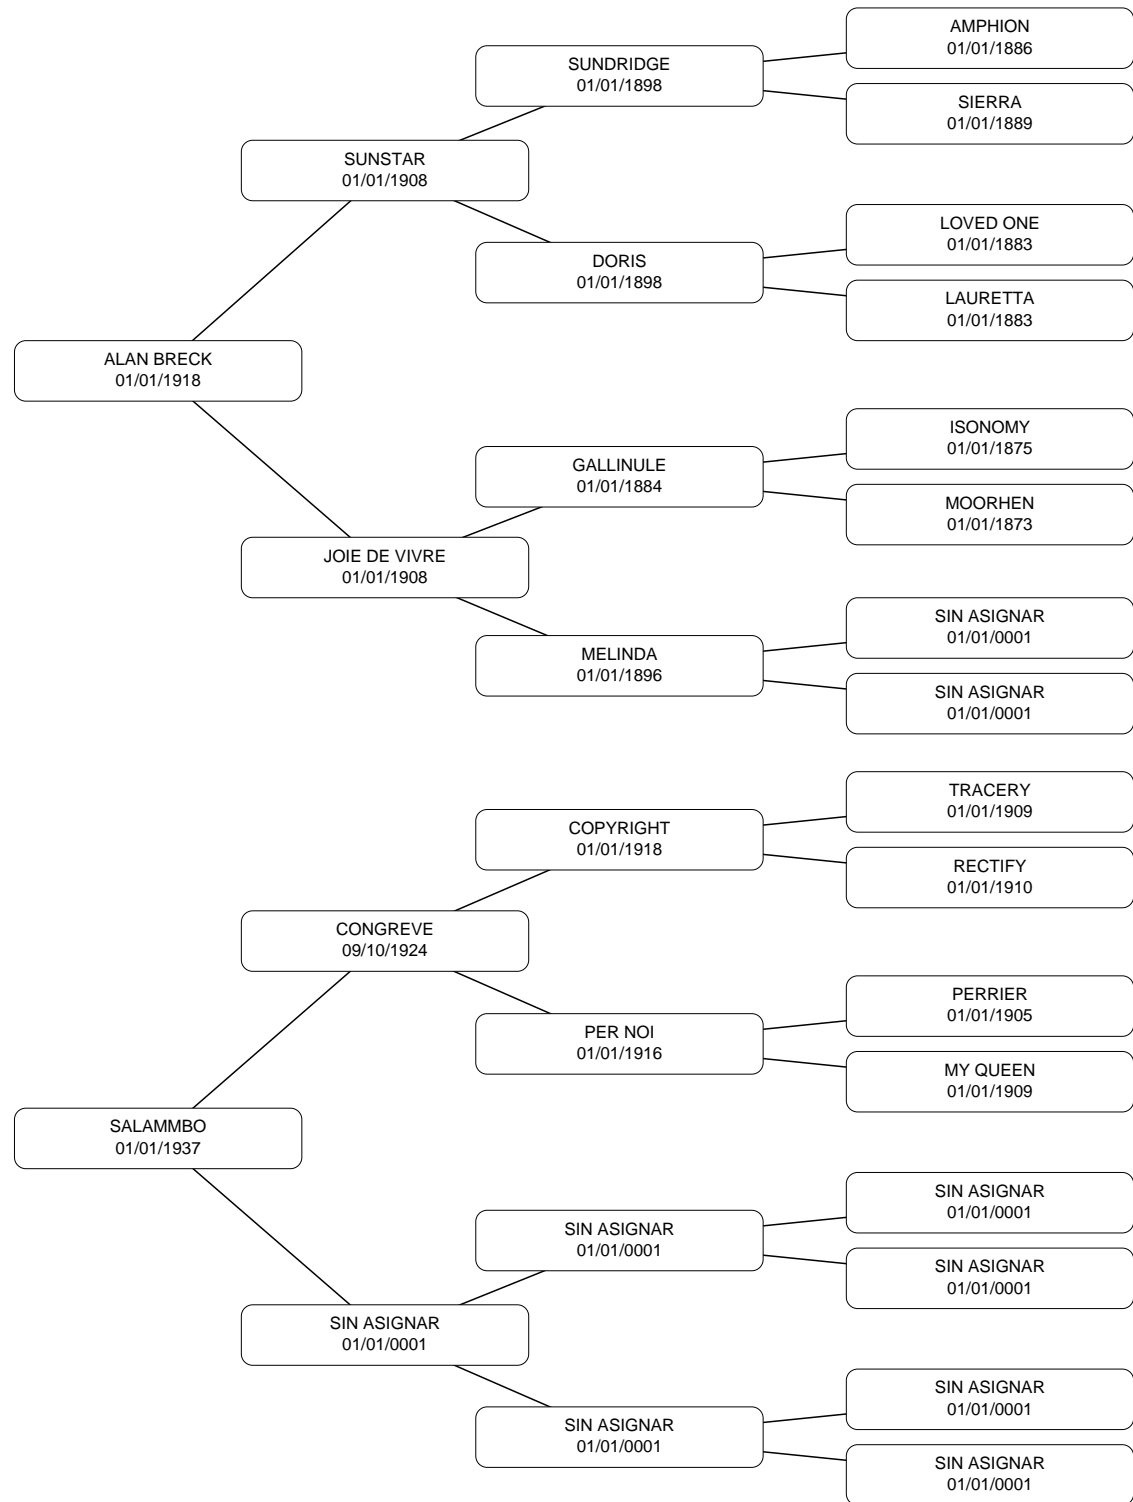 AMPHION
01/01/1886
SUNDRIDGE
01/01/1898
SIERRA
01/01/1889
SUNSTAR
01/01/1908
LOVED ONE
01/01/1883
DORIS
01/01/1898
LAURETTA
01/01/1883
ALAN BRECK
01/01/1918
ISONOMY
01/01/1875
GALLINULE
01/01/1884
MOORHEN
01/01/1873
JOIE DE VIVRE
01/01/1908
SIN ASIGNAR
01/01/0001
MELINDA
01/01/1896
SIN ASIGNAR
01/01/0001
TRACERY
01/01/1909
COPYRIGHT
01/01/1918
RECTIFY
01/01/1910
CONGREVE
09/10/1924
PERRIER
01/01/1905
PER NOI
01/01/1916
MY QUEEN
01/01/1909
SALAMMBO
01/01/1937
SIN ASIGNAR
01/01/0001
SIN ASIGNAR
01/01/0001
SIN ASIGNAR
01/01/0001
SIN ASIGNAR
01/01/0001
SIN ASIGNAR
01/01/0001
SIN ASIGNAR
01/01/0001
SIN ASIGNAR
01/01/0001